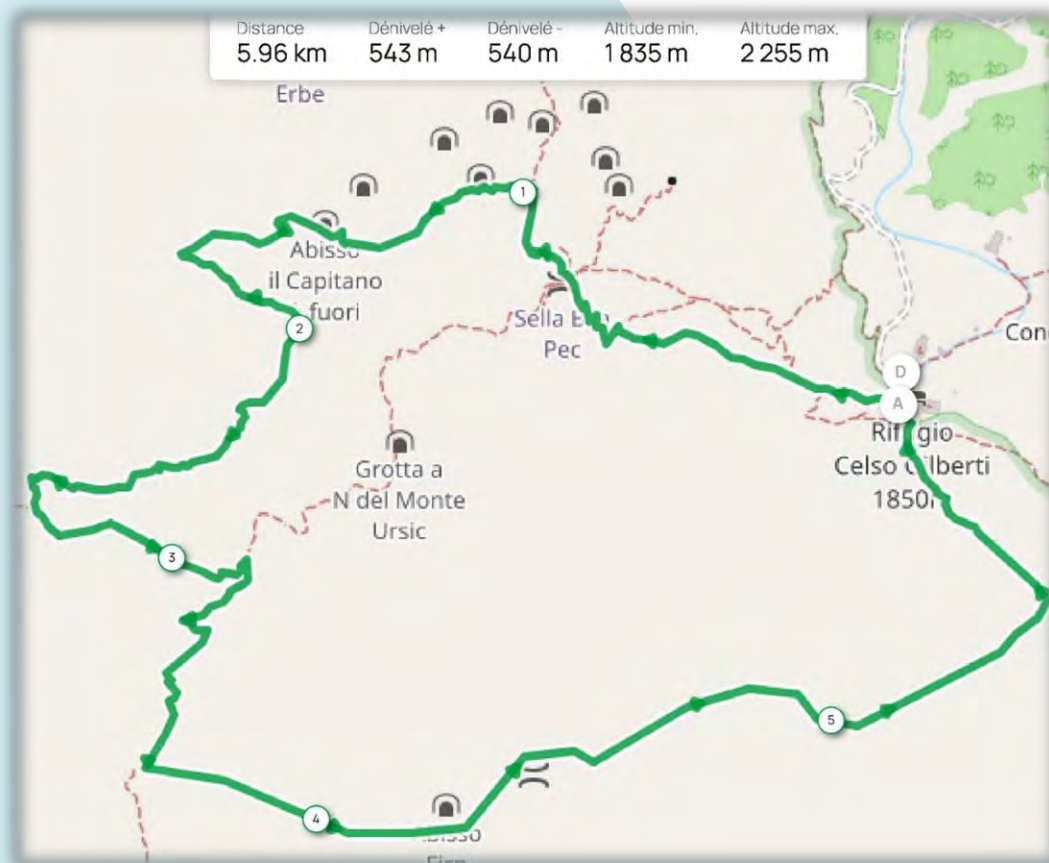 Distance Dénivelé + Dénivelé - Altitude min. Altitude max.
5.96 km 543 m 540 m 1 835 m 2 255 m
Erbe
1
Abisso
il Capitano
fuori
2
Sella
Pec
Con
D
A
Celso Gilberti
Grotta a
N del Monte
Ursic
3
5
4